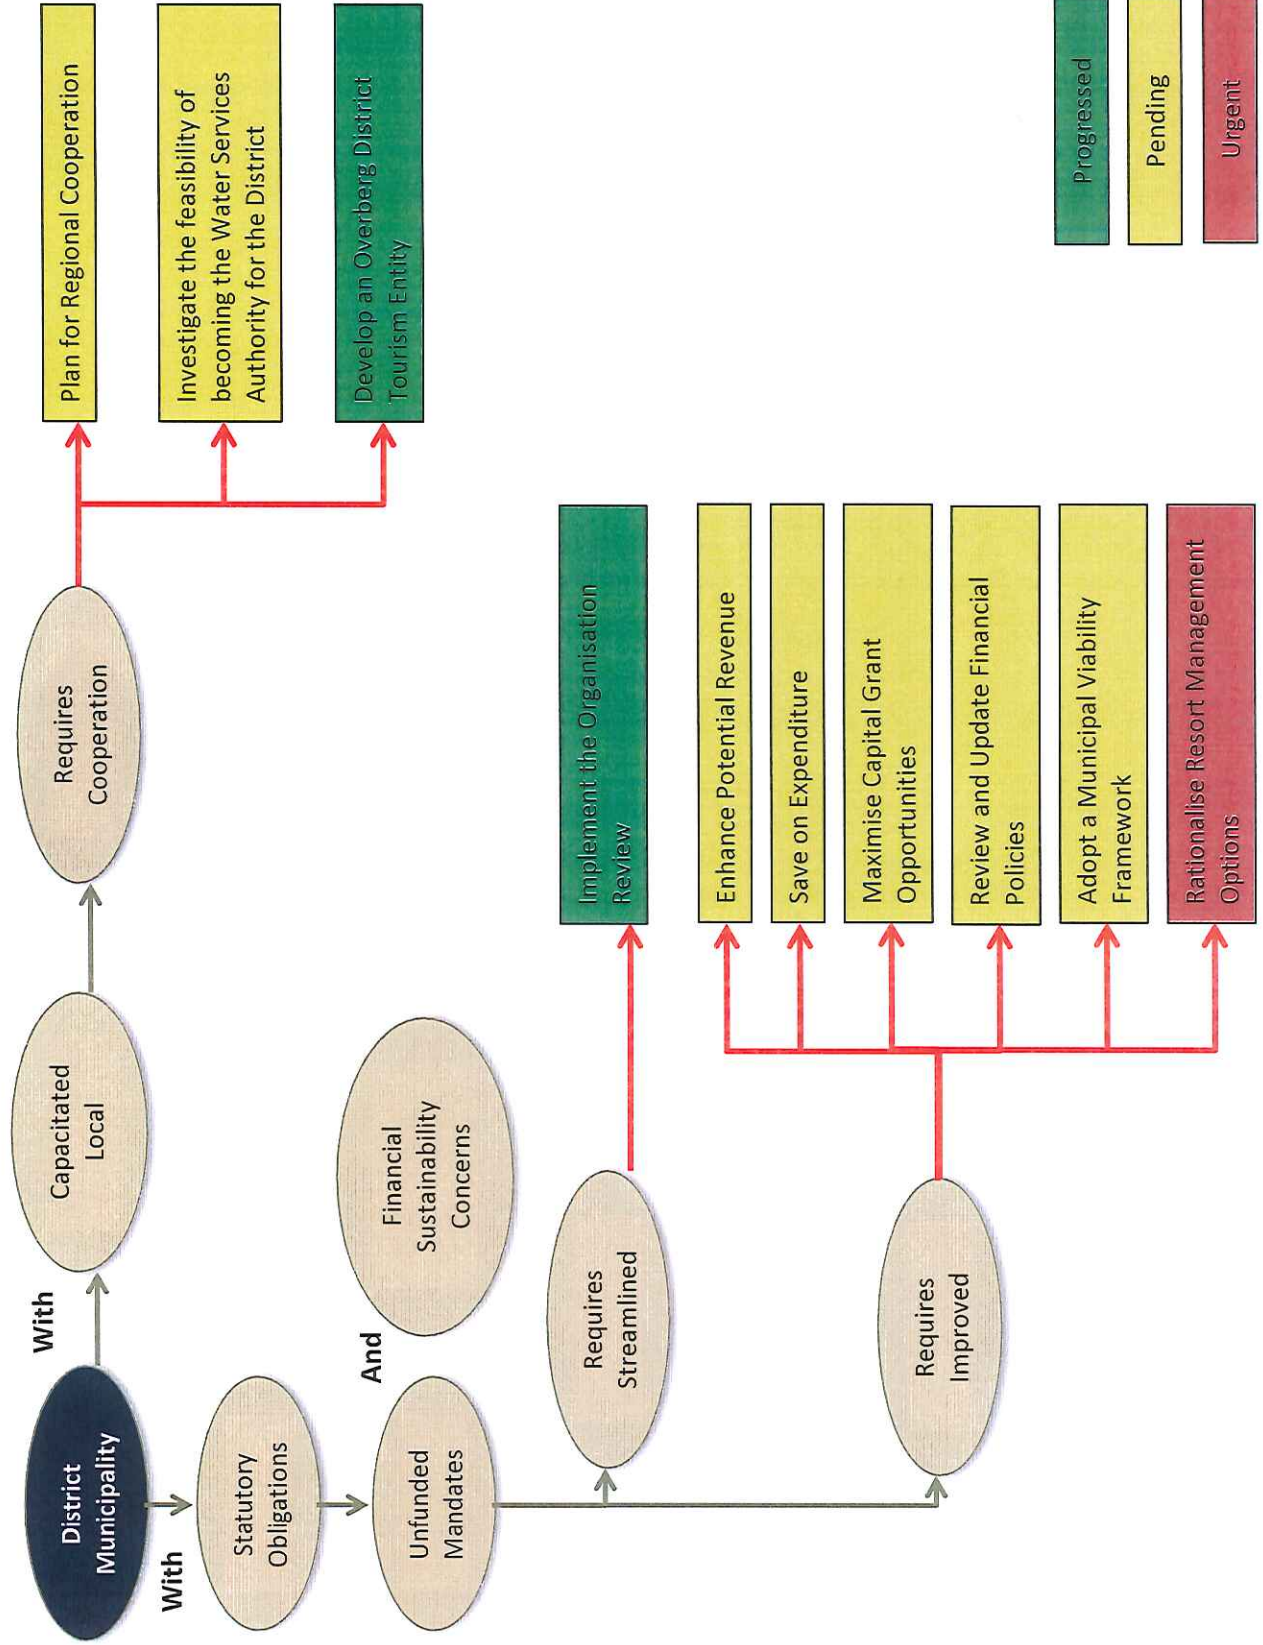 District
Municipality
With
Capacitated
Local
Requires
Cooperation
Plan for Regional Cooperation
Investigate the feasibility of
becoming the Water Services
Authority for the District
Develop an Overberg District
Tourism Entity
With
Statutory
Obligations
Unfunded
Mandates
And
Financial
Sustainability
Concerns
Requires
Streamlined
Implement the Organisation
Review
Requires
Improved
Enhance Potential Revenue
Save on Expenditure
Maximise Capital Grant
Opportunities
Review and Update Financial
Policies
Adopt a Municipal Viability
Framework
Rationalise Resort Management
Options
Progressed
Pending
Urgent